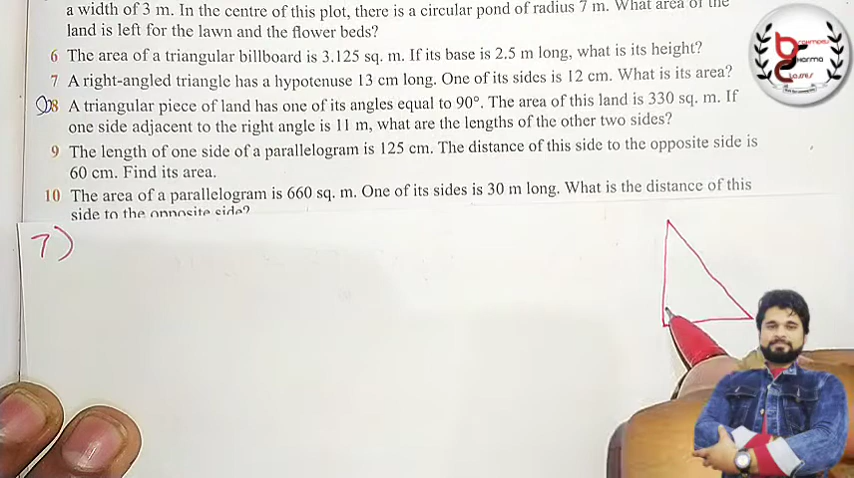 a width of 3 m. In the centre of this plot, there is a circular pond of radius 7 m. What area of the
land is left for the lawn and the flower beds?
6 The area of a triangular billboard is 3.125 sq. m. If its base is 2.5 m long, what is its height?
7 A right-angled triangle has a hypotenuse 13 cm long. One of its sides is 12 cm. What is its area?
8 A triangular piece of land has one of its angles equal to 90°. The area of this land is 330 sq. m. If
one side adjacent to the right angle is 11 m, what are the lengths of the other two sides?
9 The length of one side of a parallelogram is 125 cm. The distance of this side to the opposite side is
60 cm. Find its area.
10 The area of a parallelogram is 660 sq. m. One of its sides is 30 m long. What is the distance of this
side to the opposite side?
7)